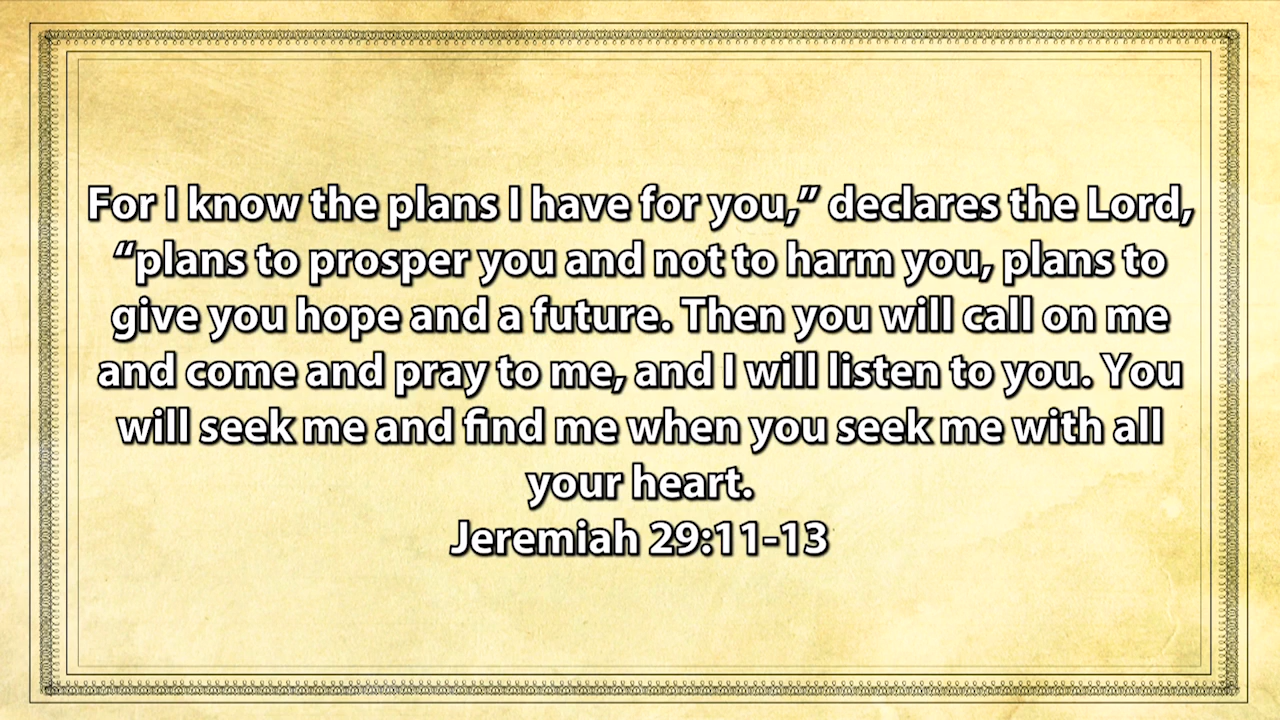 For I know the plans I have for you,” declares the Lord,
“plans to prosper you and not to harm you, plans to
give you hope and a future. Then you will call on me
and come and pray to me, and I will listen to you. You
will seek me and find me when you seek me with all
your heart.
Jeremiah 29:11-13